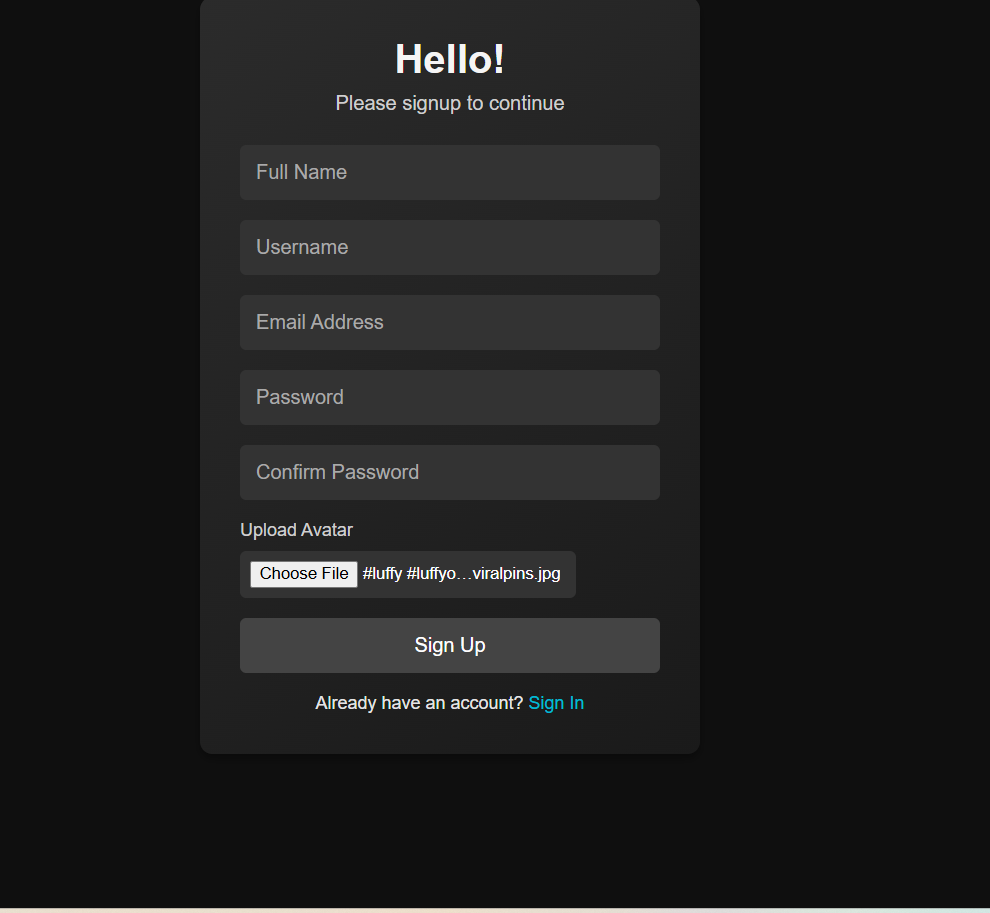 Hello!
Please signup to continue
Full Name
Username
Email Address
Password
Confirm Password
Upload Avatar
Choose File #luffy #luffyo…viralpins.jpg
Sign Up
Already have an account? Sign In